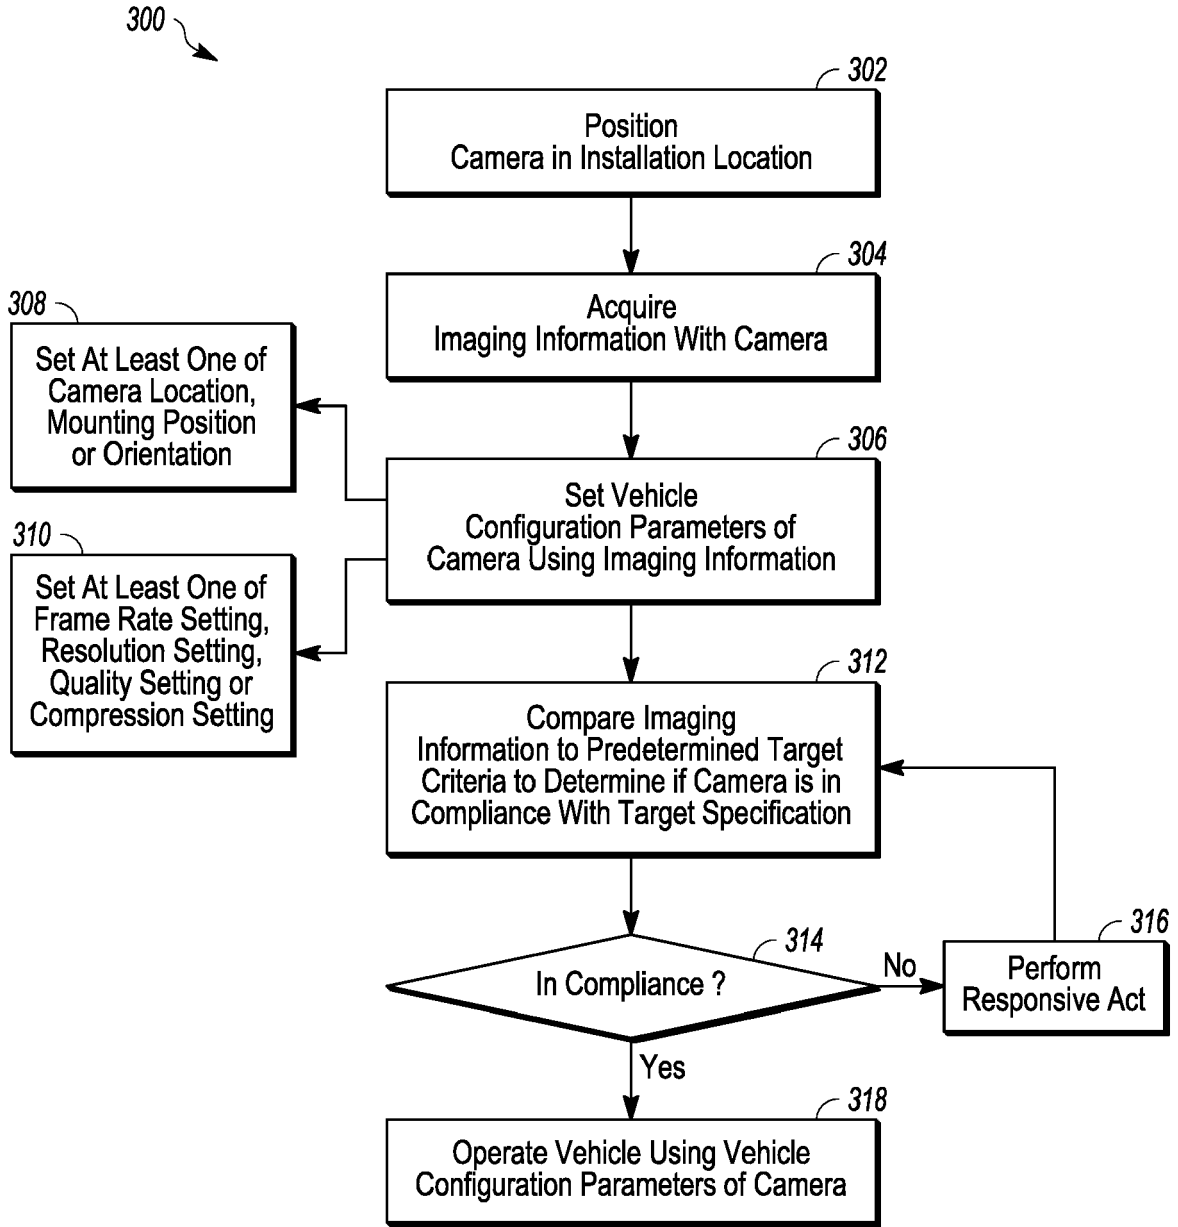 300
302
Position
Camera in Installation Location
304
Acquire
Imaging Information With Camera
308
Set At Least One of
Camera Location,
Mounting Position
or Orientation
306
Set Vehicle
Configuration Parameters of
Camera Using Imaging Information
310
Set At Least One of
Frame Rate Setting,
Resolution Setting,
Quality Setting or
Compression Setting
312
Compare Imaging
Information to Predetermined Target
Criteria to Determine if Camera is in
Compliance With Target Specification
314
In Compliance ?
No
316
Perform
Responsive Act
Yes
318
Operate Vehicle Using Vehicle
Configuration Parameters of Camera